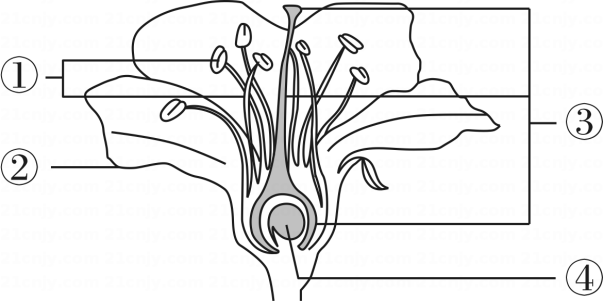 ①
②
③
④